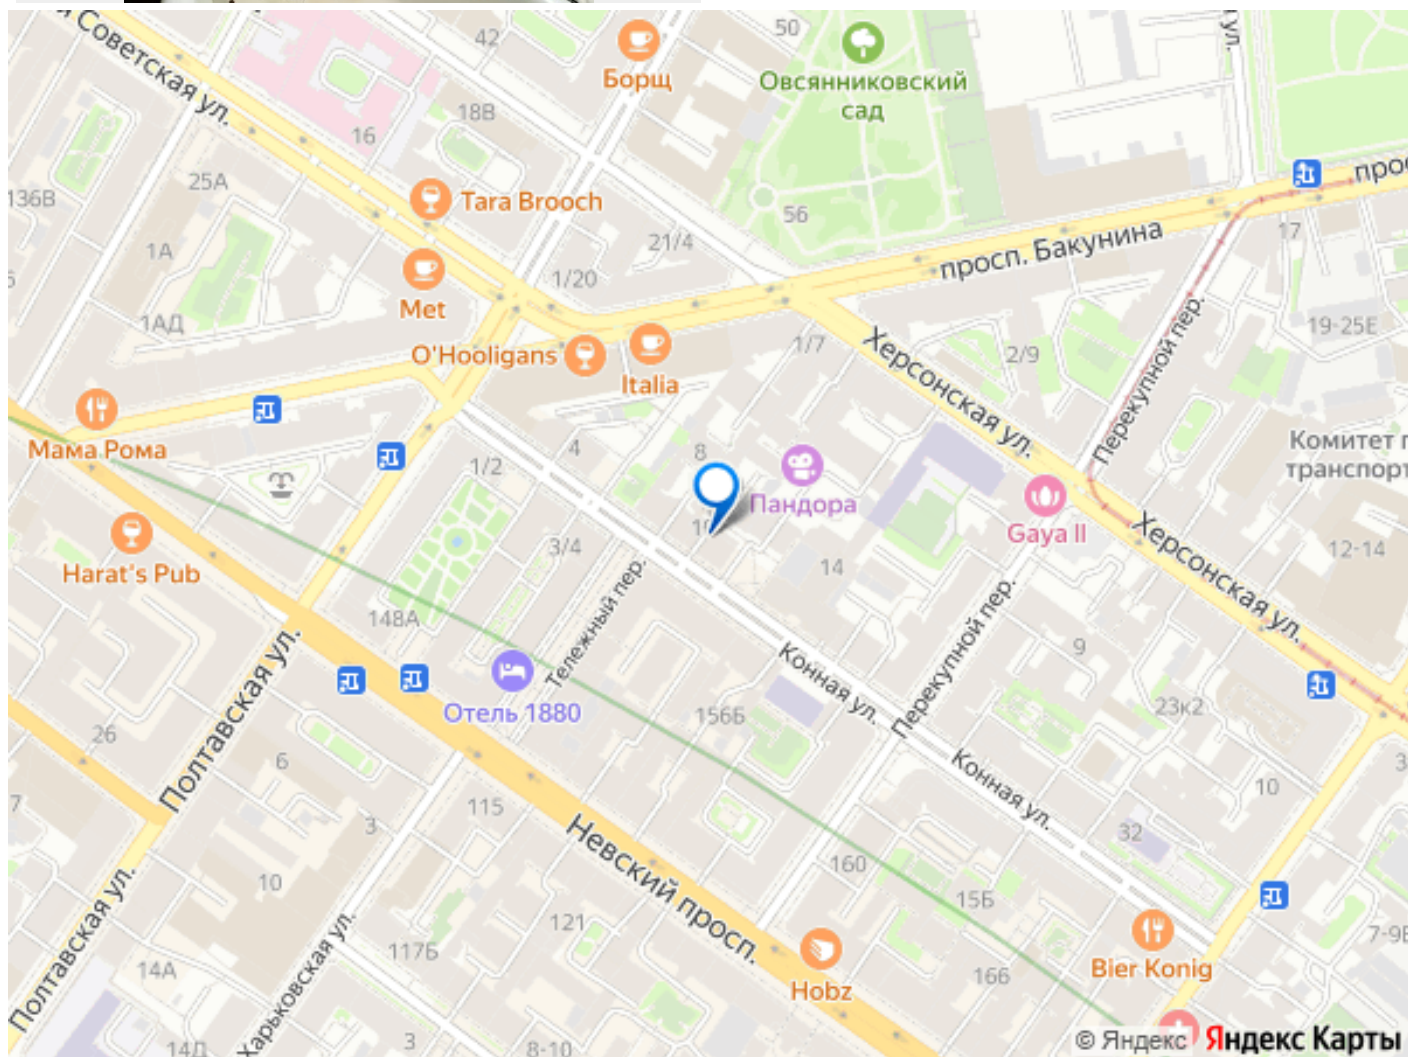 Советская ул.
42
50
ул.
Борщ
Овсянниковский
сад
18В
16
136В
25А
Tara Brooch
прос
56
17
1А
21/4
просп. Бакунина
1/20
Met
1АД
Перекупной пер.
19-25Е
O'Hooligans
Italia
1/7
Херсонская ул.
2/9
Мама Рома
4
8
1/2
Комитет г
транспорт
Пандора
Gaya II
Херсонская ул.
12-14
Harat's Pub
3/4
14
148А
Тележный пер.
Перекупной пер.
9
Конная ул.
Отель 1880
156Б
23к2
26
Полтавская ул.
6
Конная ул.
10
7
115
3
32
Невский просп.
160
10
15Б
121
117Б
7-9В
Bier Konig
14А
166
Hobz
Полтавская ул.
Харьковская ул.
3
14Д
8-10
© Яндекс Яндекс Карты